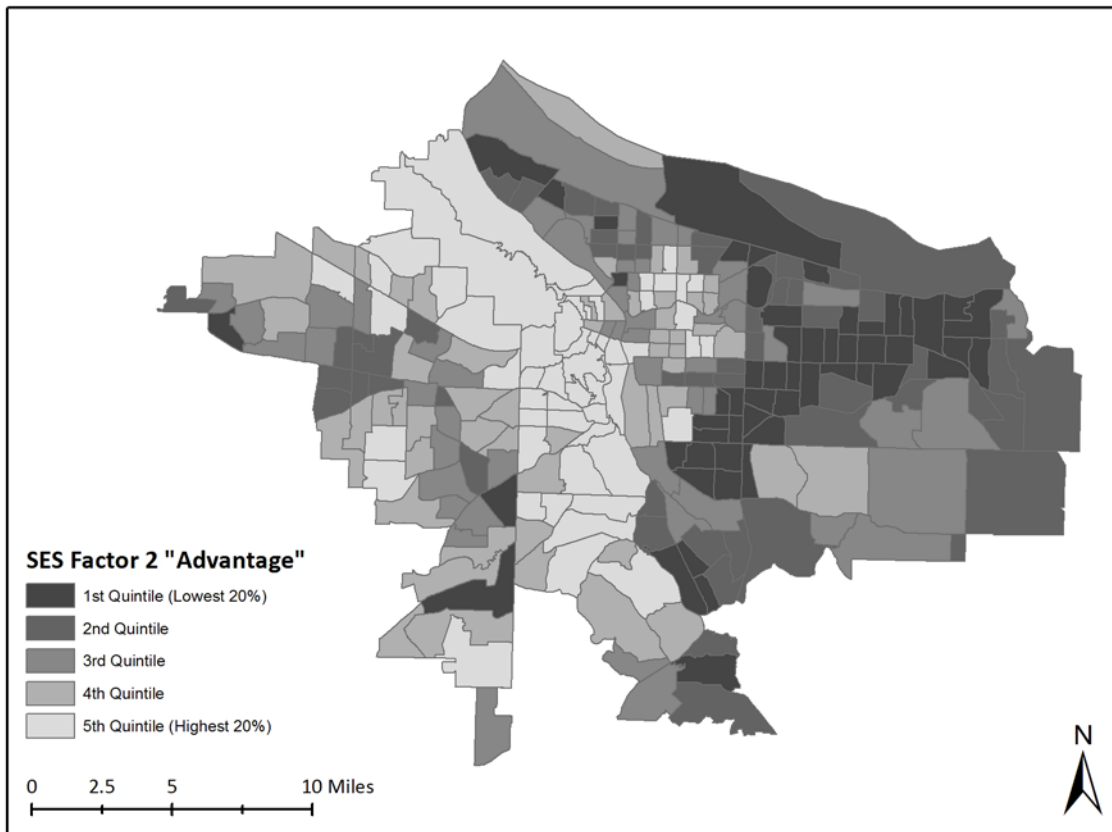 SES Factor 2 "Advantage"
1st Quintile (Lowest 20%)
2nd Quintile
3rd Quintile
4th Quintile
5th Quintile (Highest 20%)
0 2.5 5 10 Miles
N